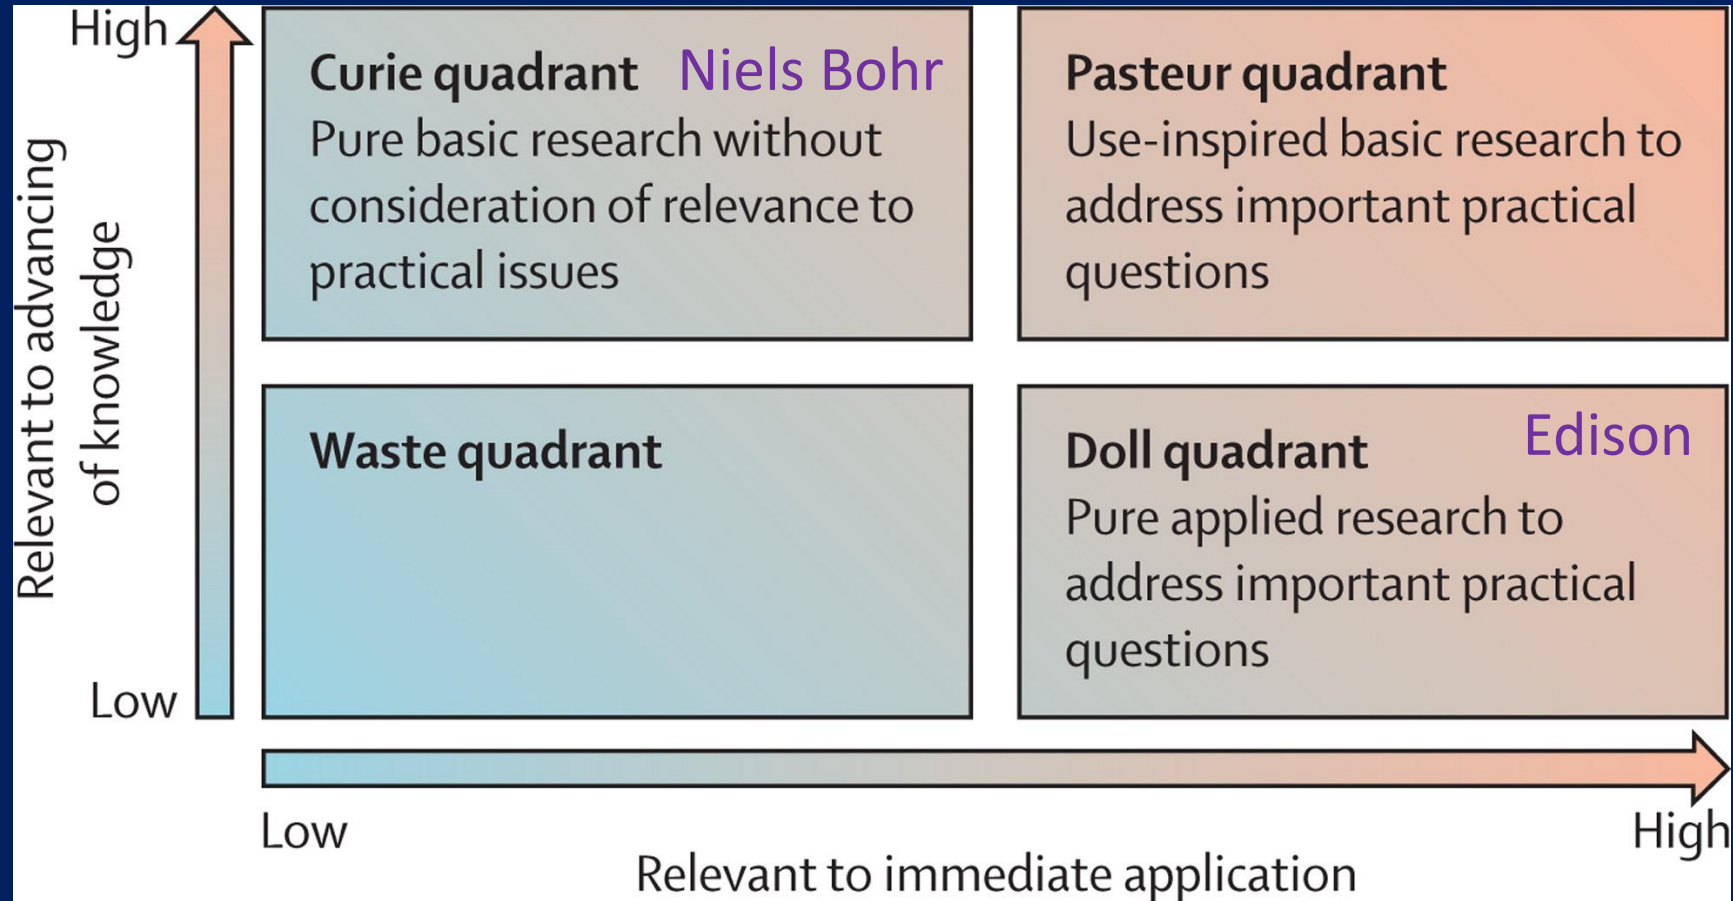 High
Relevant to advancing
of knowledge
Low
Curie quadrant Niels Bohr
Pure basic research without
consideration of relevance to
practical issues
Pasteur quadrant
Use-inspired basic research to
address important practical
questions
Waste quadrant
Doll quadrant Edison
Pure applied research to
address important practical
questions
Low
High
Relevant to immediate application